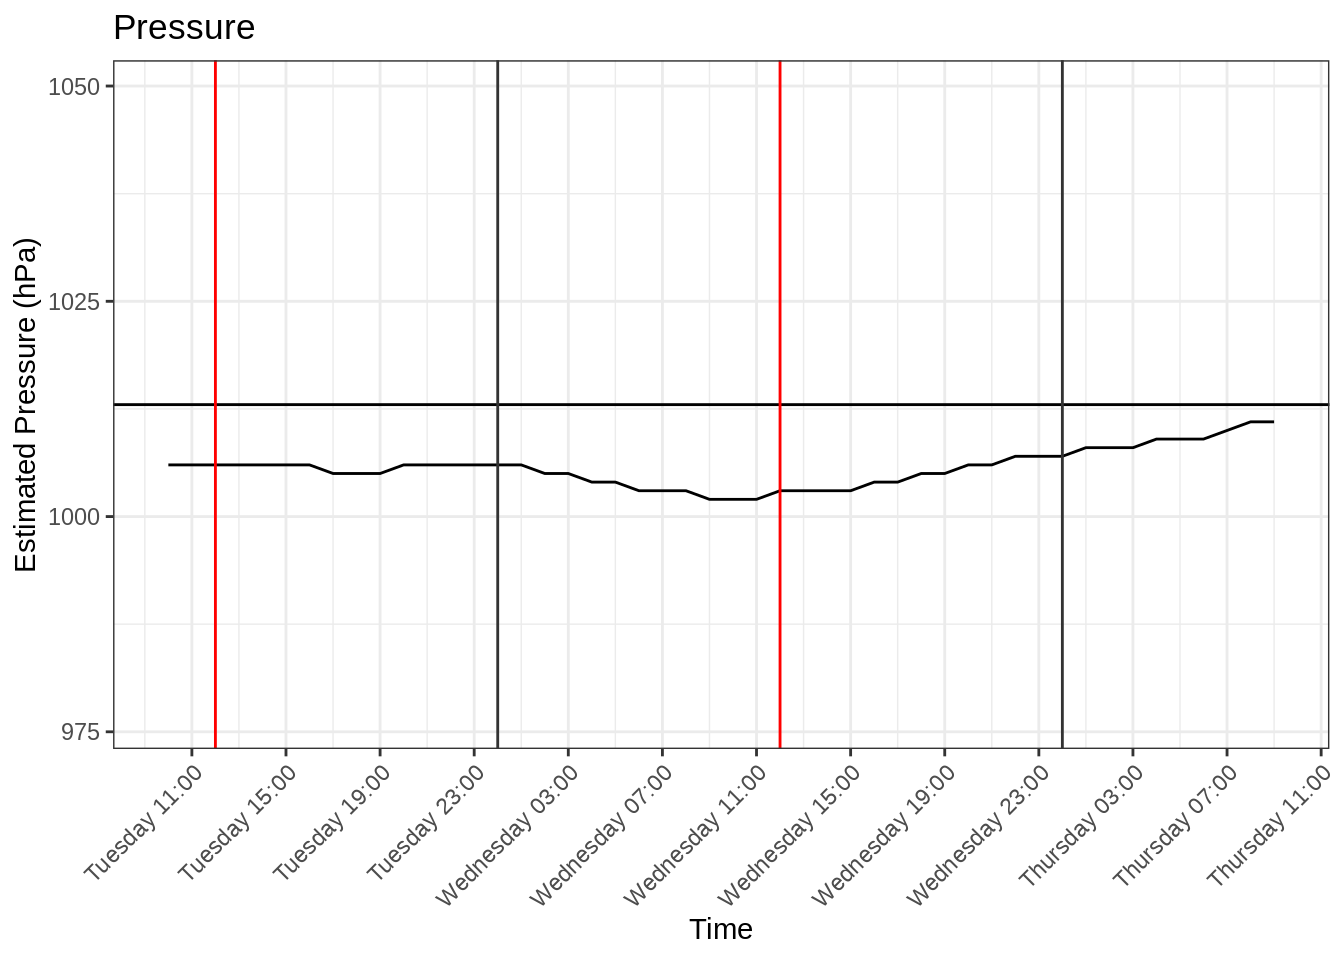 Pressure
Estimated Pressure (hPa)
1050
1025
1000
975
Tuesday 11:00
Tuesday 15:00
Tuesday 19:00
Tuesday 23:00
Wednesday 03:00
Wednesday 07:00
Wednesday 11:00
Wednesday 15:00
Wednesday 19:00
Wednesday 23:00
Thursday 03:00
Thursday 07:00
Thursday 11:00
Time